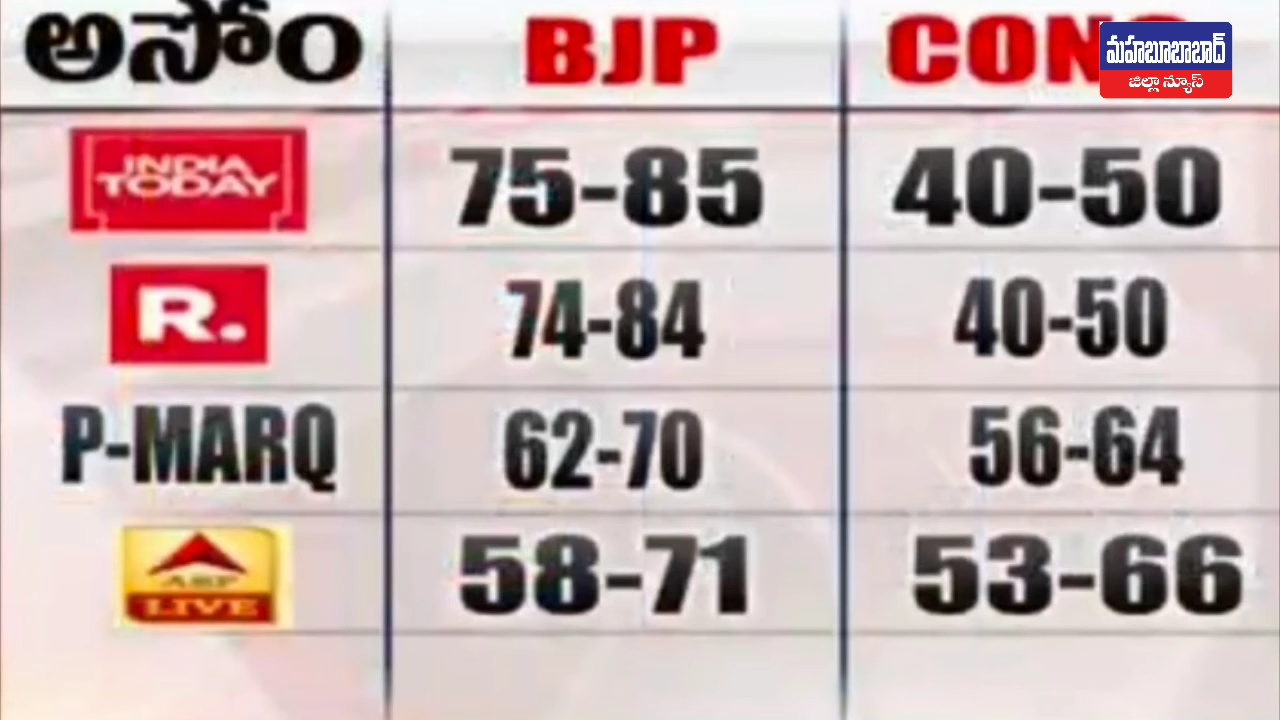 అసోం BJP CON
మహబూబాబాద్
జిల్లా న్యూస్
INDIA
TODAY
75-85 40-50
R. 74-84 40-50
P-MARQ 62-70 56-64
ABP
LIVE
58-71 53-66